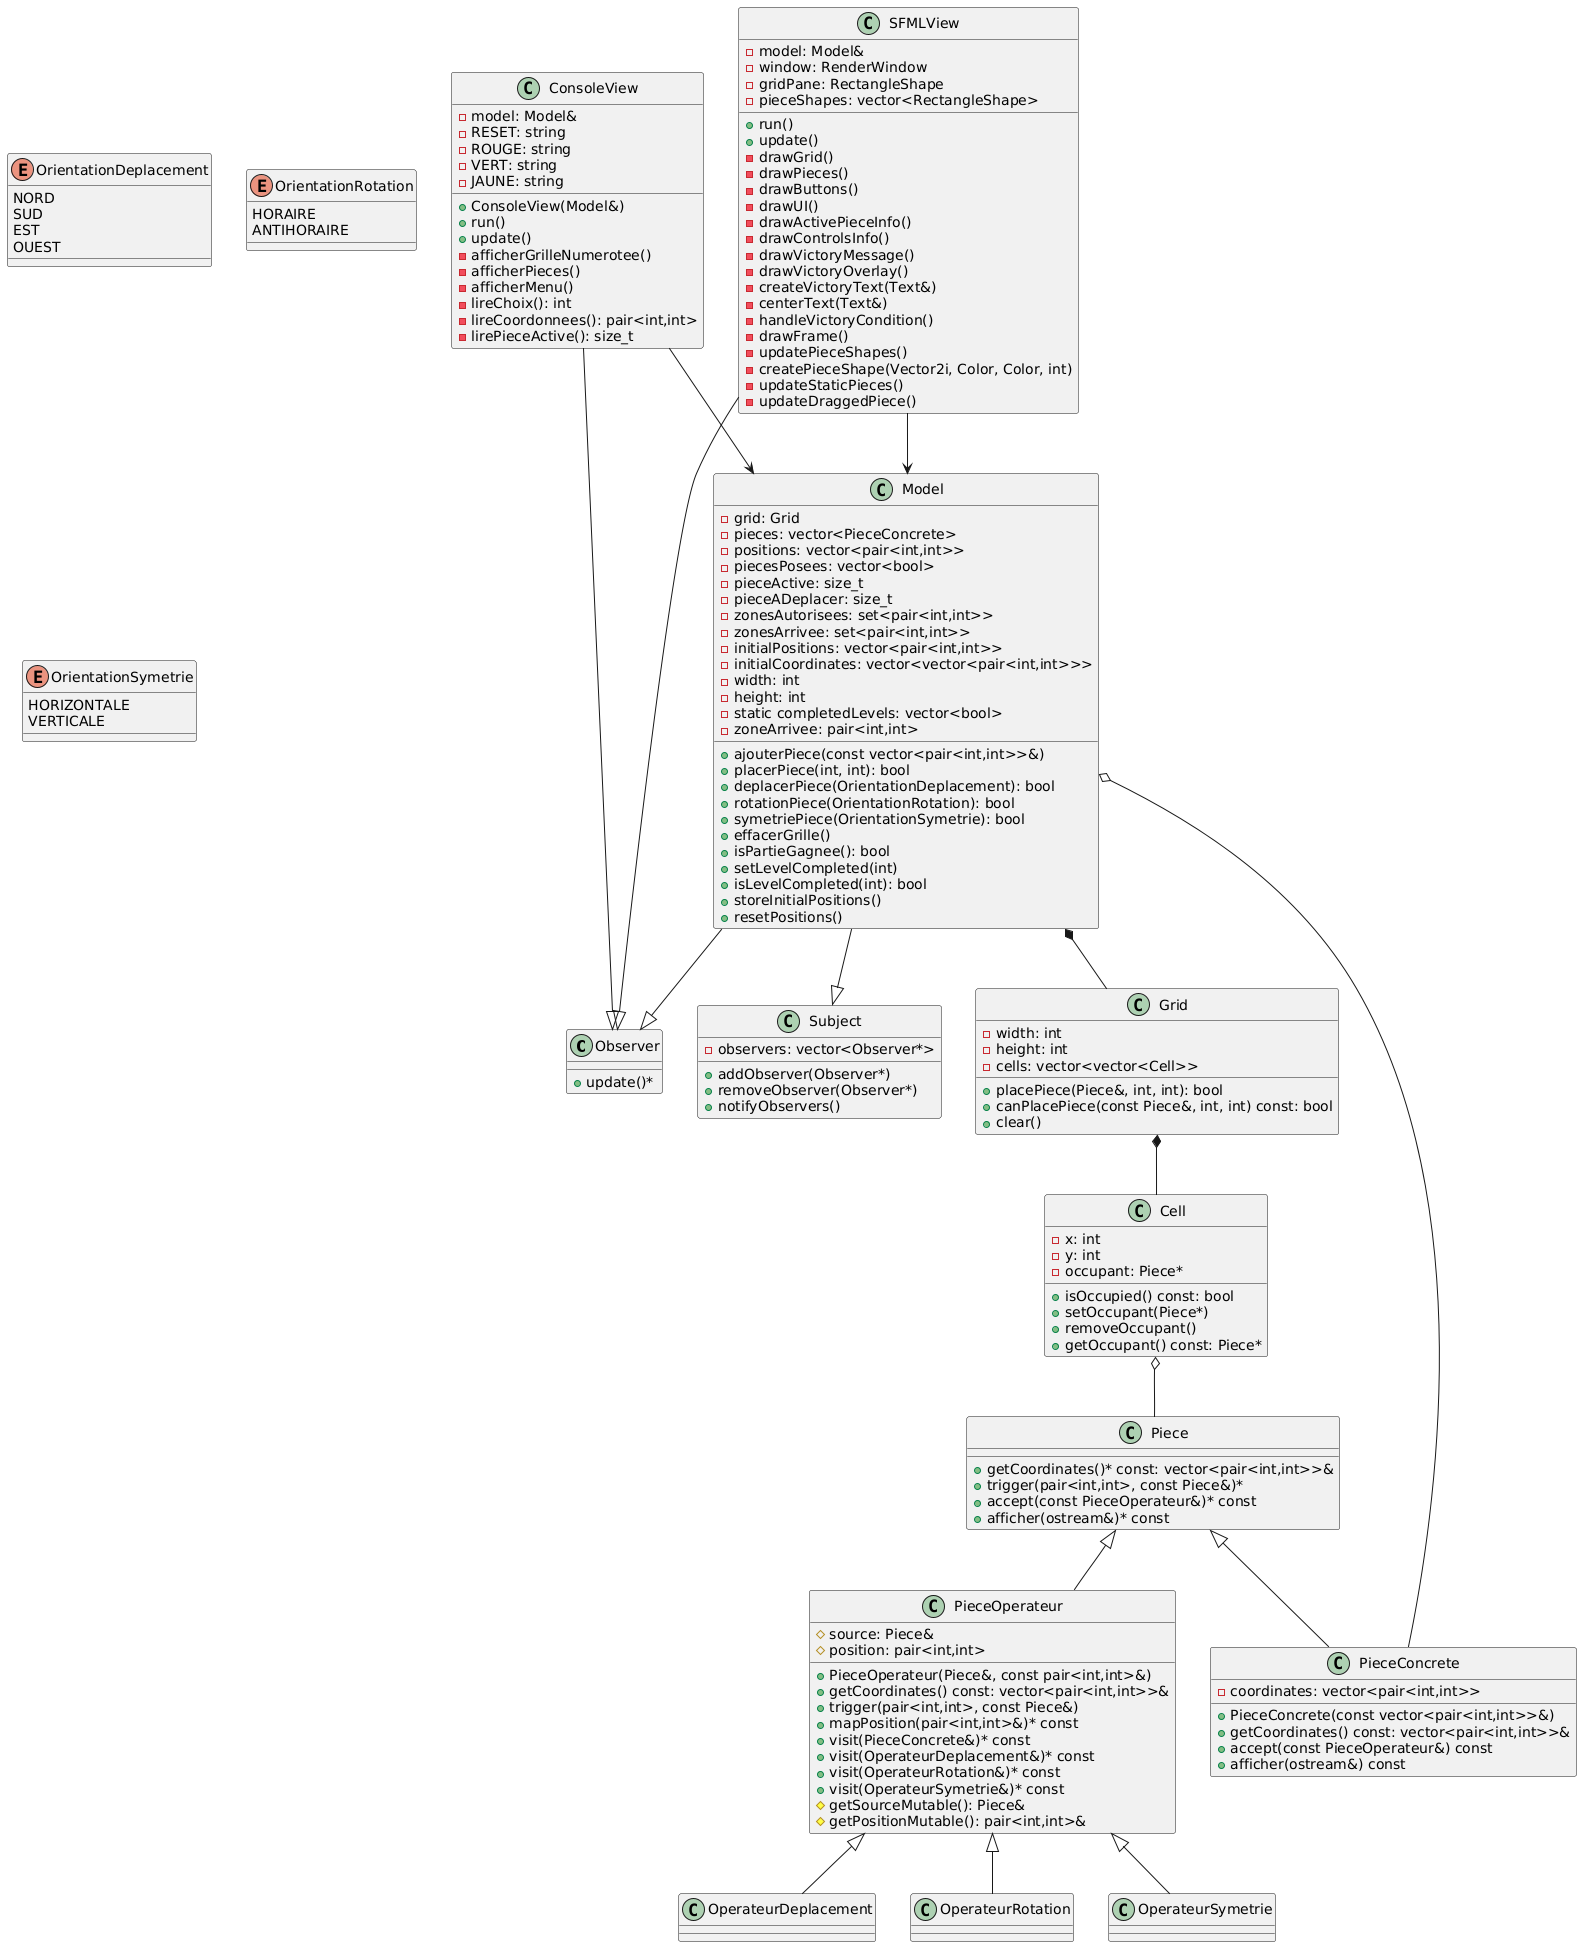 C SFMLView
model: Model&
window: RenderWindow
gridPane: RectangleShape
pieceShapes: vector<RectangleShape>
run()
update()
drawGrid()
drawPieces()
drawButtons()
drawUI()
drawActivePieceInfo()
drawControlsInfo()
drawVictoryMessage()
drawVictoryOverlay()
createVictoryText(Text&)
centerText(Text&)
handleVictoryCondition()
drawFrame()
updatePieceShapes()
createPieceShape(Vector2i, Color, Color, int)
updateStaticPieces()
updateDraggedPiece()
C ConsoleView
model: Model&
RESET: string
ROUGE: string
VERT: string
JAUNE: string
ConsoleView(Model&)
run()
update()
afficherGrilleNumerotee()
afficherPieces()
afficherMenu()
lireChoix(): int
lireCoordonnees(): pair<int,int>
lirePieceActive(): size_t
E OrientationDeplacement
NORD
SUD
EST
OUEST
E OrientationRotation
HORAIRE
ANTIHORAIRE
E OrientationSymetrie
HORIZONTALE
VERTICALE
C Model
grid: Grid
pieces: vector<PieceConcrete>
positions: vector<pair<int,int>>
piecesPosees: vector<bool>
pieceActive: size_t
pieceADeplacer: size_t
zonesAutorisees: set<pair<int,int>>
zonesArrivee: set<pair<int,int>>
initialPositions: vector<pair<int,int>>
initialCoordinates: vector<vector<pair<int,int>>>
width: int
height: int
static completedLevels: vector<bool>
zoneArrivee: pair<int,int>
ajouterPiece(const vector<pair<int,int>>&)
placerPiece(int, int): bool
deplacerPiece(OrientationDeplacement): bool
rotationPiece(OrientationRotation): bool
symetriePiece(OrientationSymetrie): bool
effacerGrille()
isPartieGagnee(): bool
setLevelCompleted(int)
isLevelCompleted(int): bool
storeInitialPositions()
resetPositions()
C Observer
update()*
C Subject
observers: vector<Observer*>
addObserver(Observer*)
removeObserver(Observer*)
notifyObservers()
C Grid
width: int
height: int
cells: vector<vector<Cell>>
placePiece(Piece&, int, int): bool
canPlacePiece(const Piece&, int, int) const: bool
clear()
C Cell
x: int
y: int
occupant: Piece*
isOccupied() const: bool
setOccupant(Piece*)
removeOccupant()
getOccupant() const: Piece*
C Piece
getCoordinates()* const: vector<pair<int,int>>&
trigger(pair<int,int>, const Piece&)*
accept(const PieceOperateur&)* const
afficher(ostream&)* const
C PieceOperateur
source: Piece&
position: pair<int,int>
PieceOperateur(Piece&, const pair<int,int>&)
getCoordinates() const: vector<pair<int,int>>&
trigger(pair<int,int>, const Piece&)
mapPosition(pair<int,int>&)* const
visit(PieceConcrete&)* const
visit(OperateurDeplacement&)* const
visit(OperateurRotation&)* const
visit(OperateurSymetrie&)* const
getSourceMutable(): Piece&
getPositionMutable(): pair<int,int>&
C PieceConcrete
coordinates: vector<pair<int,int>>
PieceConcrete(const vector<pair<int,int>>&)
getCoordinates() const: vector<pair<int,int>>&
accept(const PieceOperateur&) const
afficher(ostream&) const
C OperateurDeplacement
C OperateurRotation
C OperateurSymetrie